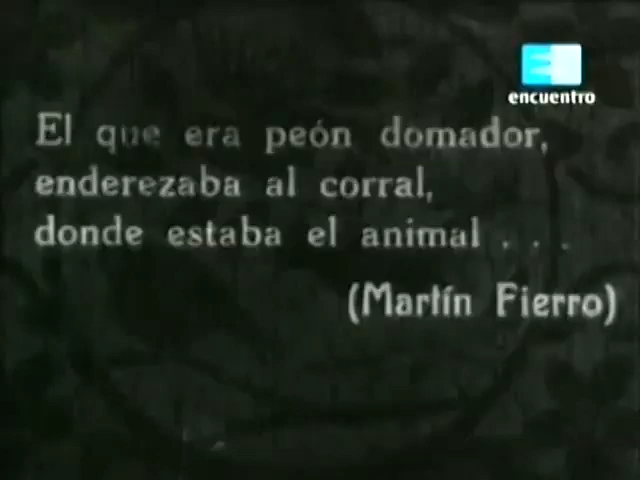 encuentro
El que era peón domador,
enderezaba al corral,
donde estaba el animal . . .
(Martín Fierro)